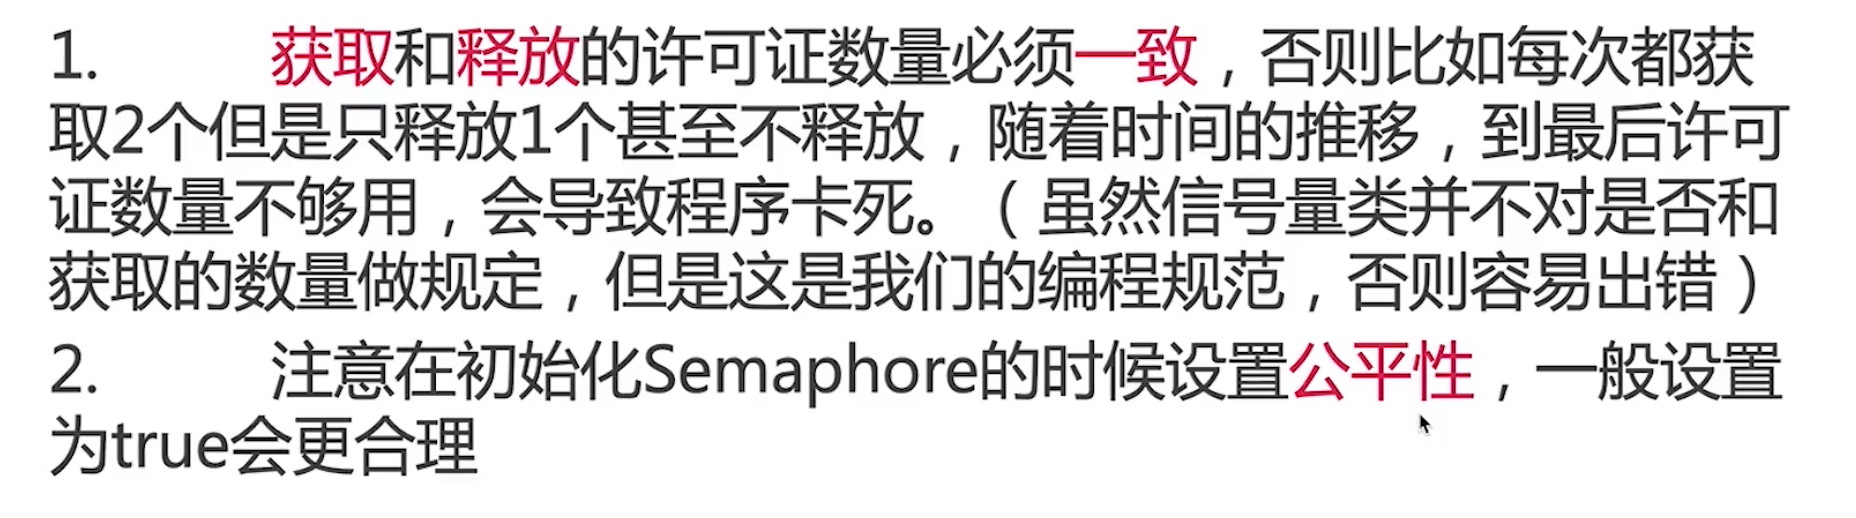 1. 获取和释放的许可证数量必须一致，否则比如每次都获
取2个但是只释放1个甚至不释放，随着时间的推移，到最后许可
证数量不够用，会导致程序卡死。（虽然信号量类并不对是否和
获取的数量做规定，但是这是我们的编程规范，否则容易出错）
2. 注意在初始化Semaphore的时候设置公平性，一般设置
为true会更合理